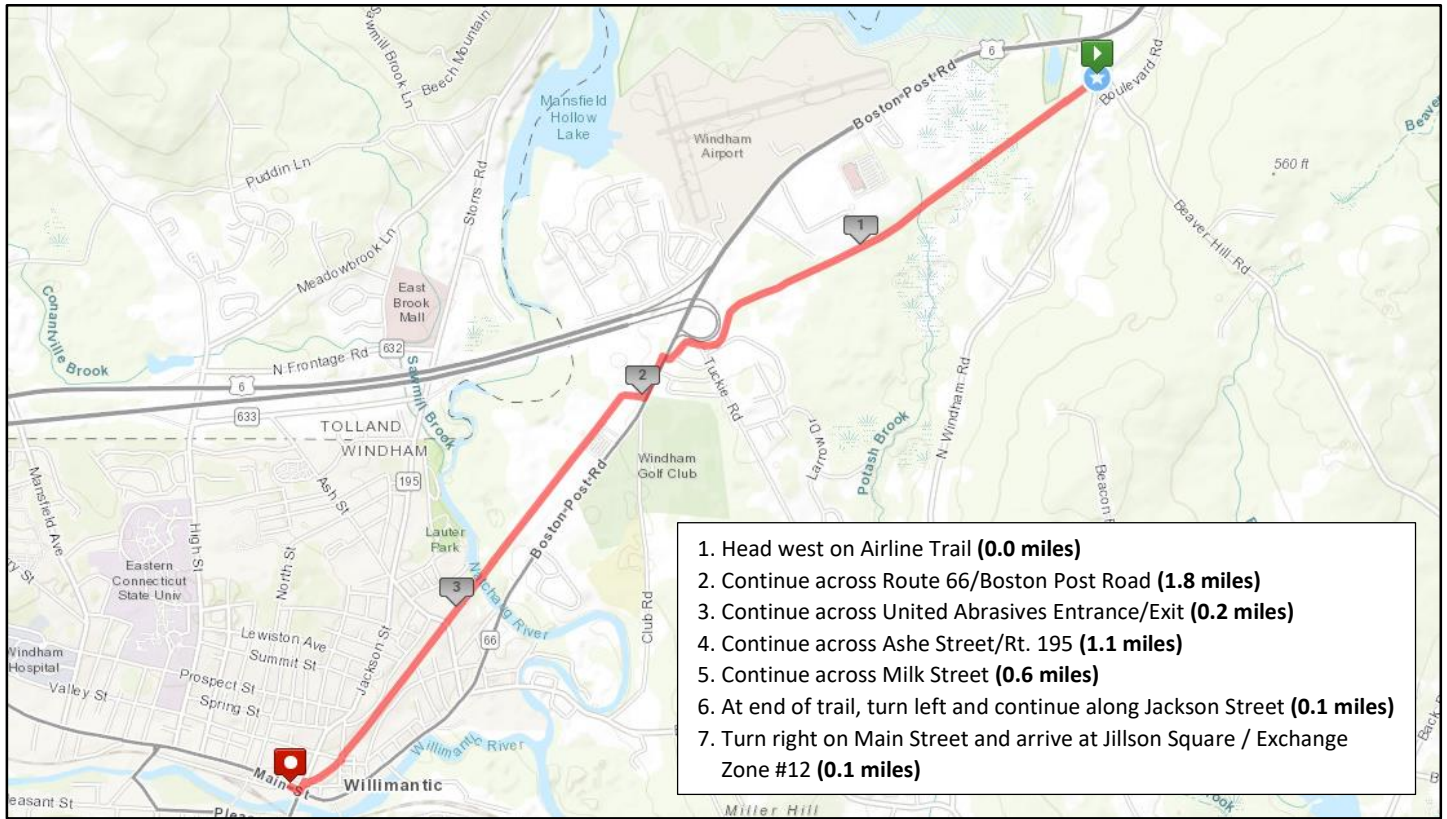 Sawmill Brook Ln
Beech Mountain
6
Boston-Post-Rd
Boulevard Rd
Mansfield
Hollow
Lake
Windham
Airport
Puddin Ln
Storrs Rd
560 ft
1
Beaver Hill Rd
Meadowbrook Ln
East
Brook
Mall
Conantville Brook
N Frontage Rd
632
Sawmill Brook
6
633
2
Tuckie Rd
N Windham Rd
TOLLAND
WINDHAM
Windham
Golf Club
Larrow Dr
Potash Brook
Mansfield Ave
High St
Ash St
195
Boston-Post-Rd
North St
Lauter
Park
Eastern
Connecticut
State Univ
3
Natchaug River
Club Rd
66
Lewiston Ave
Summit St
Jackson St
Windham
Hospital
Valley St
Prospect St
Spring St
Willimantic River
Main St
Willimantic
easant St
Plea
Miller Hill
1. Head west on Airline Trail (0.0 miles)
2. Continue across Route 66/Boston Post Road (1.8 miles)
3. Continue across United Abrasives Entrance/Exit (0.2 miles)
4. Continue across Ashe Street/Rt. 195 (1.1 miles)
5. Continue across Milk Street (0.6 miles)
6. At end of trail, turn left and continue along Jackson Street (0.1 miles)
7. Turn right on Main Street and arrive at Jillson Square / Exchange
Zone #12 (0.1 miles)